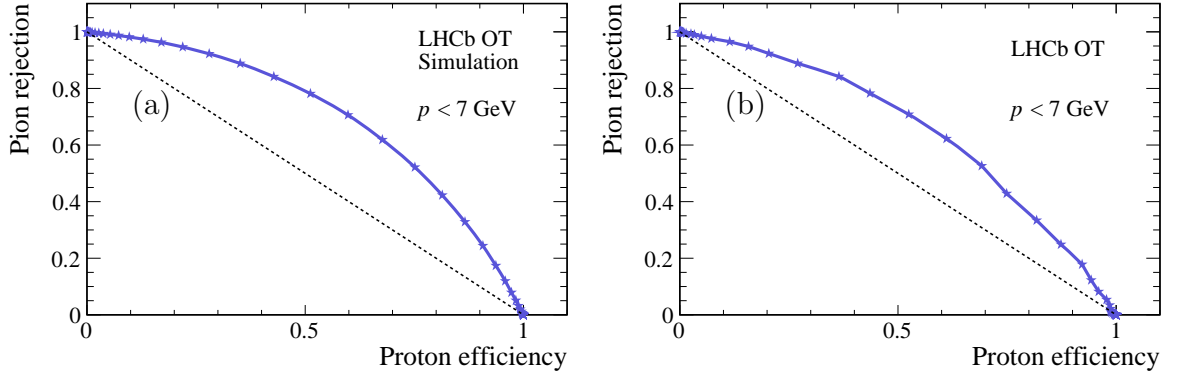 Pion rejection
1
0.8
0.6
0.4
0.2
0
0
0.5
1
Proton efficiency
LHCb OT
Simulation
(a)
p < 7 GeV
Pion rejection
1
0.8
0.6
0.4
0.2
0
0
0.5
1
Proton efficiency
LHCb OT
(b)
p < 7 GeV